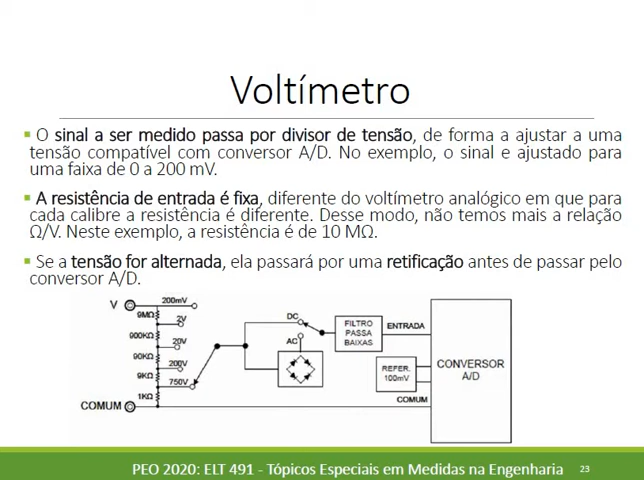 Voltímetro
▪ O sinal a ser medido passa por divisor de tensão, de forma a ajustar a uma
tensão compatível com conversor A/D. No exemplo, o sinal e ajustado para
uma faixa de 0 a 200 mV.
▪ A resistência de entrada é fixa, diferente do voltímetro analógico em que para
cada calibre a resistência é diferente. Desse modo, não temos mais a relação
Ω/V. Neste exemplo, a resistência é de 10 MΩ.
▪ Se a tensão for alternada, ela passará por uma retificação antes de passar pelo
conversor A/D.
V
200mV
9MΩ
2V
900KΩ
20V
90KΩ
200V
9KΩ
750V
1KΩ
COMUM
DC
AC
FILTRO
PASSA
BAIXAS
ENTRADA
REFER.
100mV
COMUM
CONVERSOR
A/D
PEO 2020: ELT 491 - Tópicos Especiais em Medidas na Engenharia
23